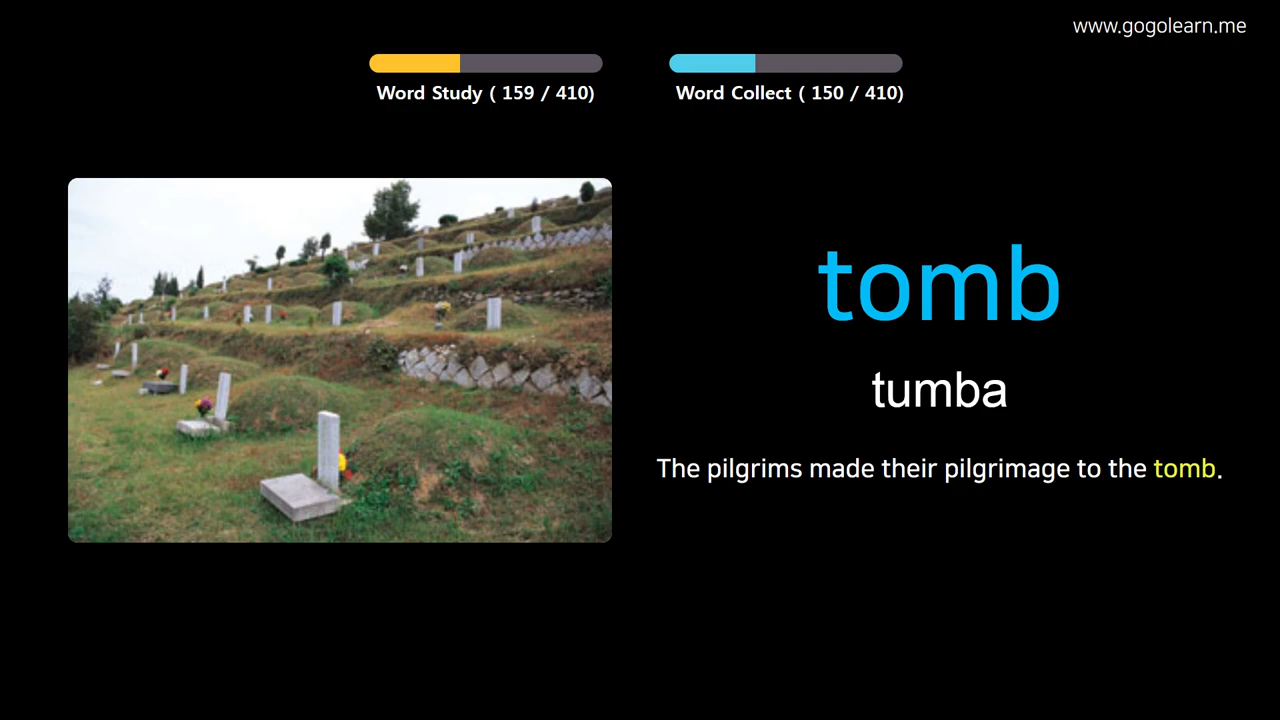 www.gogolearn.me
Word Study ( 159 / 410)
Word Collect ( 150 / 410)
tomb
tumba
The pilgrims made their pilgrimage to the tomb.